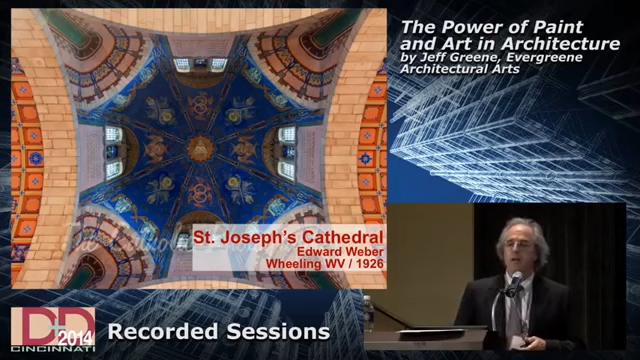 The Power of Paint
and Art in Architecture
by Jeff Greene, Evergreene
Architectural Arts
St. Joseph's Cathedral
Edward Weber
Wheeling WV / 1926
D+D
2014
CINCINNATI
Recorded Sessions